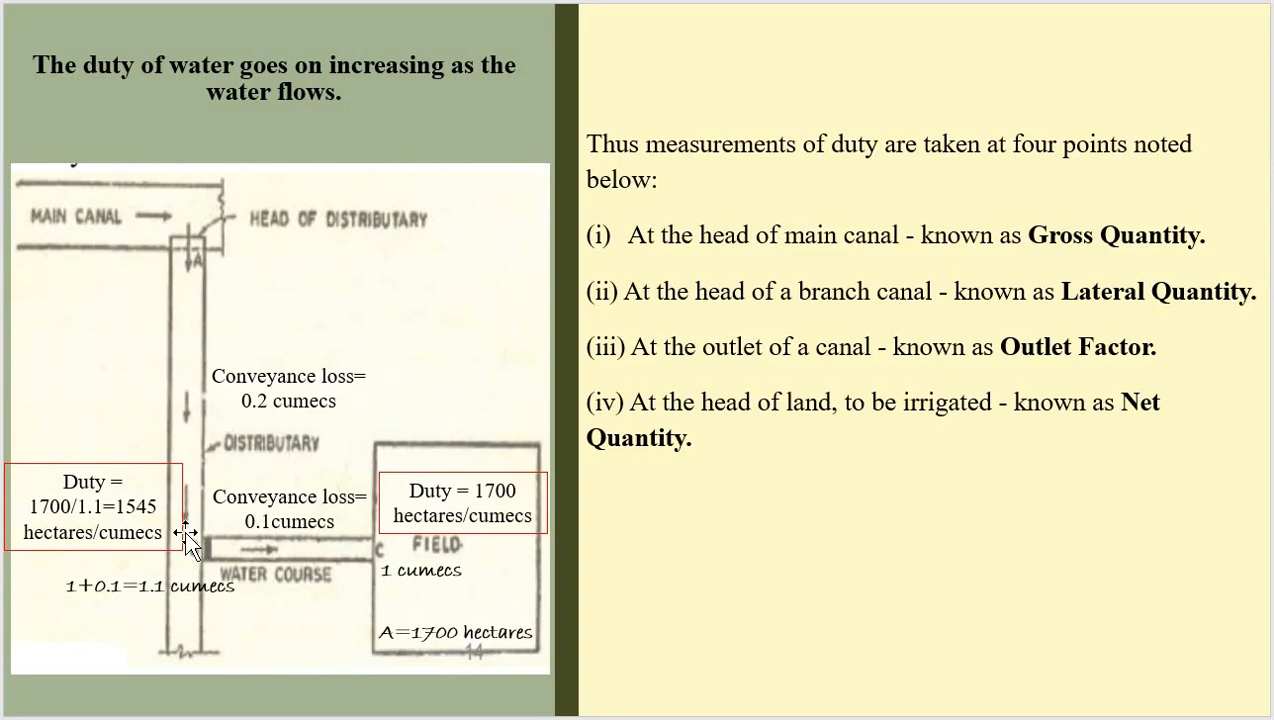 The duty of water goes on increasing as the
water flows.
MAIN CANAL
HEAD OF DISTRIBUTARY
A
Conveyance loss=
0.2 cumecs
DISTRIBUTARY
Duty =
1700/1.1=1545
hectares/cumecs
Conveyance loss=
0.1cumecs
Duty = 1700
hectares/cumecs
C
FIELD
1 cumecs
WATER COURSE
1+0.1=1.1 cumecs
A=1700 hectares
14
Thus measurements of duty are taken at four points noted
below:
(i) At the head of main canal - known as Gross Quantity.
(ii) At the head of a branch canal - known as Lateral Quantity.
(iii) At the outlet of a canal - known as Outlet Factor.
(iv) At the head of land, to be irrigated - known as Net
Quantity.